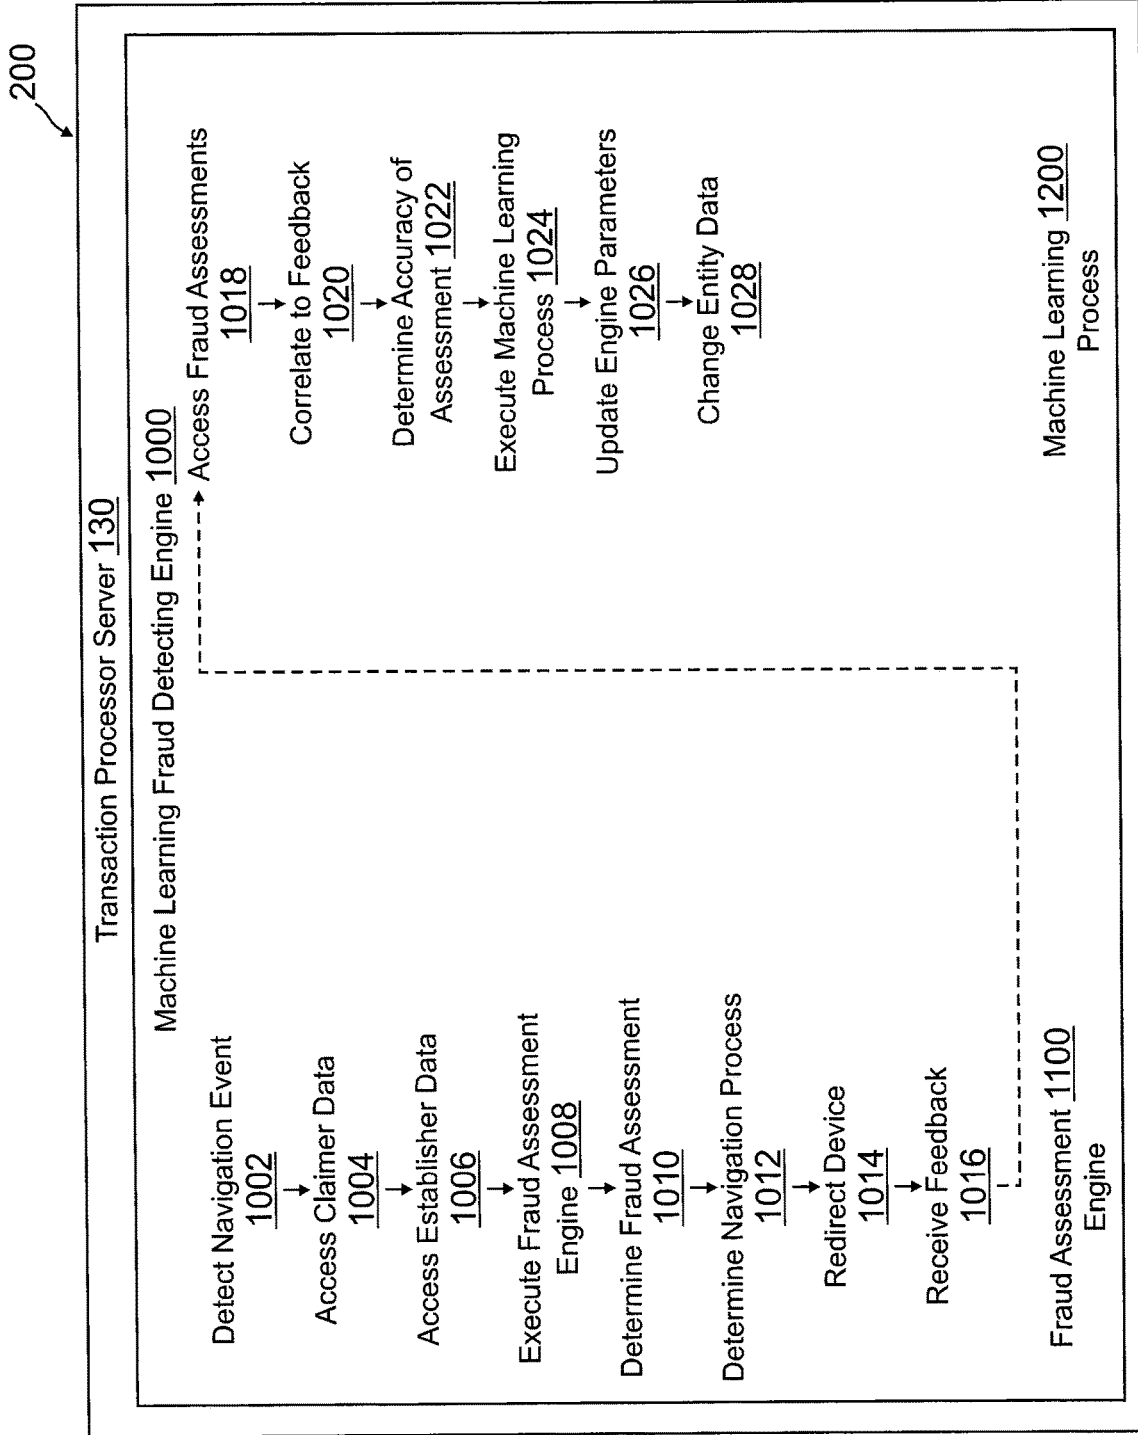 200
Transaction Processor Server 130
Machine Learning Fraud Detecting Engine 1000
Detect Navigation Event
1002
Access Claimer Data
1004
Access Establisher Data
1006
Execute Fraud Assessment
Engine 1008
Determine Fraud Assessment
1010
Determine Navigation Process
1012
Redirect Device
1014
Receive Feedback
1016
Fraud Assessment 1100
Engine
Access Fraud Assessments
1018
Correlate to Feedback
1020
Determine Accuracy of
Assessment 1022
Execute Machine Learning
Process 1024
Update Engine Parameters
1026
Change Entity Data
1028
Machine Learning 1200
Process